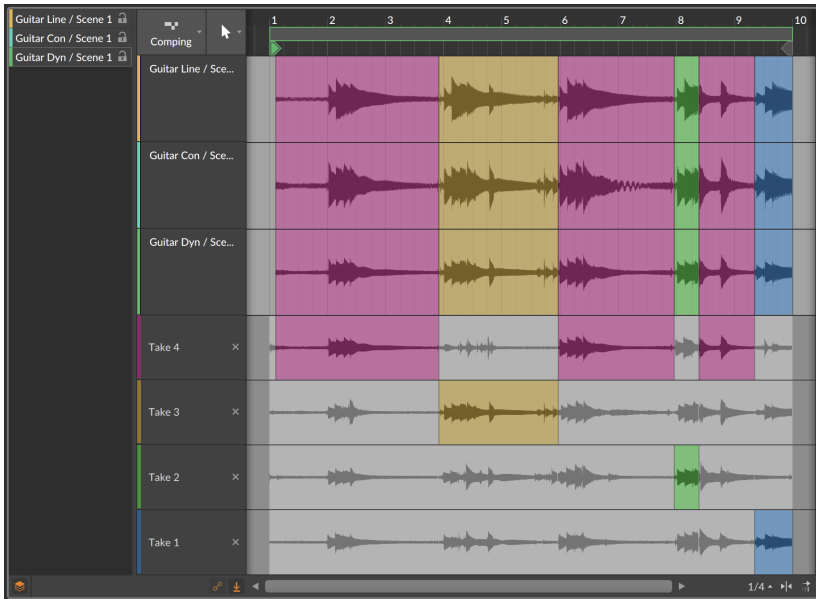 Guitar Line / Scene 1
Guitar Con / Scene 1
Guitar Dyn / Scene 1
Comping
1 2 3 4 5 6 7 8 9 10
Guitar Line / Sce...
Guitar Con / Sce...
Guitar Dyn / Sce...
Take 4
Take 3
Take 2
Take 1
1/4